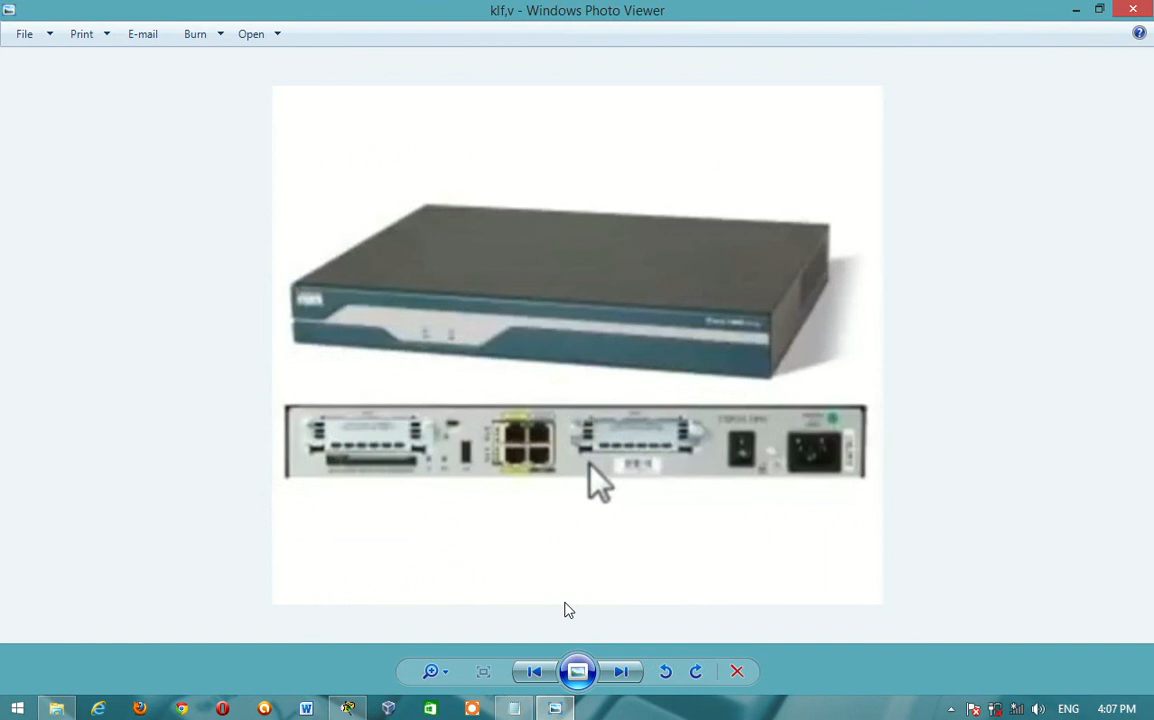 klf,v - Windows Photo Viewer
File Print E-mail Burn Open
ENG 4:07 PM